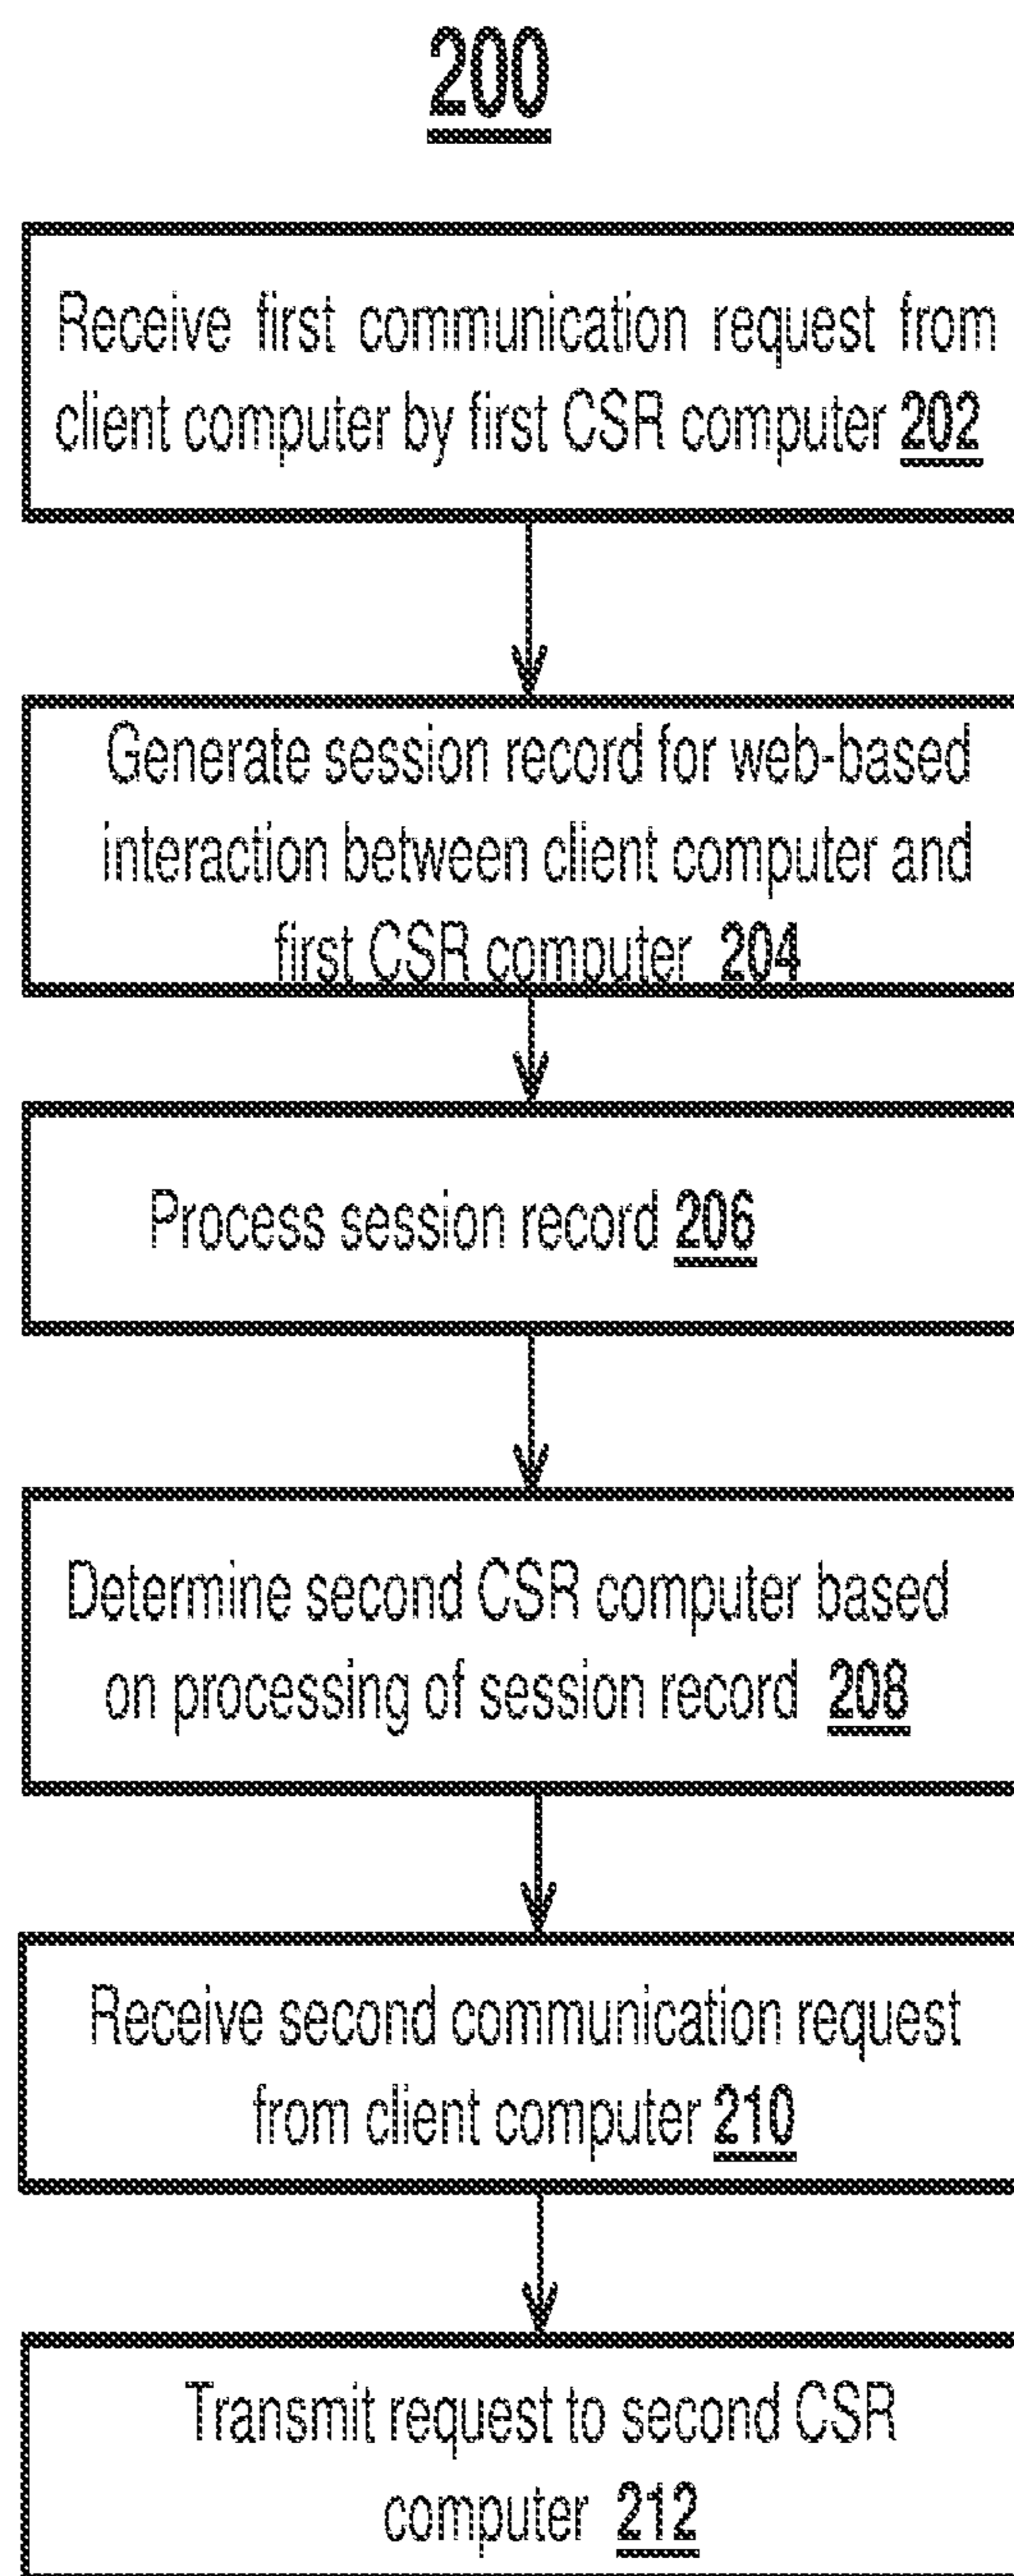 200
Receive first communication request from
client computer by first CSR computer 202
Generate session record for web-based
interaction between client computer and
first CSR computer 204
Process session record 206
Determine second CSR computer based
on processing of session record 208
Receive second communication request
from client computer 210
Transmit request to second CSR
computer 212